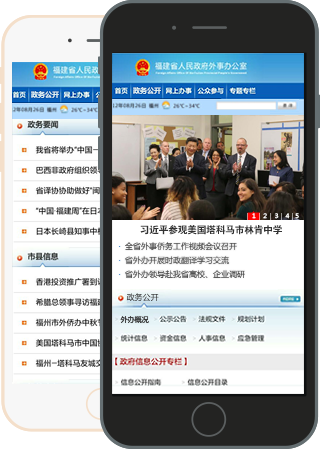 福建省人民政
首页 政务公开 网上办事 公
12年08月26日 福州 26℃~34℃
政务要闻
我省将举办“中国－
巴西非政府组织领导
省译协协助做好“闽
“中国·福建周”在日本
日本长崎县知事中村
市县信息
香港投资推广署到访
希腊总领事寻访福建
福州市外侨办中秋节
美国塔科马市中国协
福州－塔科马友城交
福建省人民政府外事办公室
首页 政务公开 网上办事 公众参与 专题专栏
12年08月26日 福州 26℃~34℃
1 2 3 4 5
习近平参观美国塔科马市林肯中学
· 全省外事侨务工作视频会议召开
· 省外办开展时政翻译学习交流
· 省外办领导赴我省高校、企业调研
政务公开
外办概况 公示公告 法规文件 规划计划
统计信息 资金信息 人事信息 应急管理
【政府信息公开专栏】
信息公开指南 信息公开目录